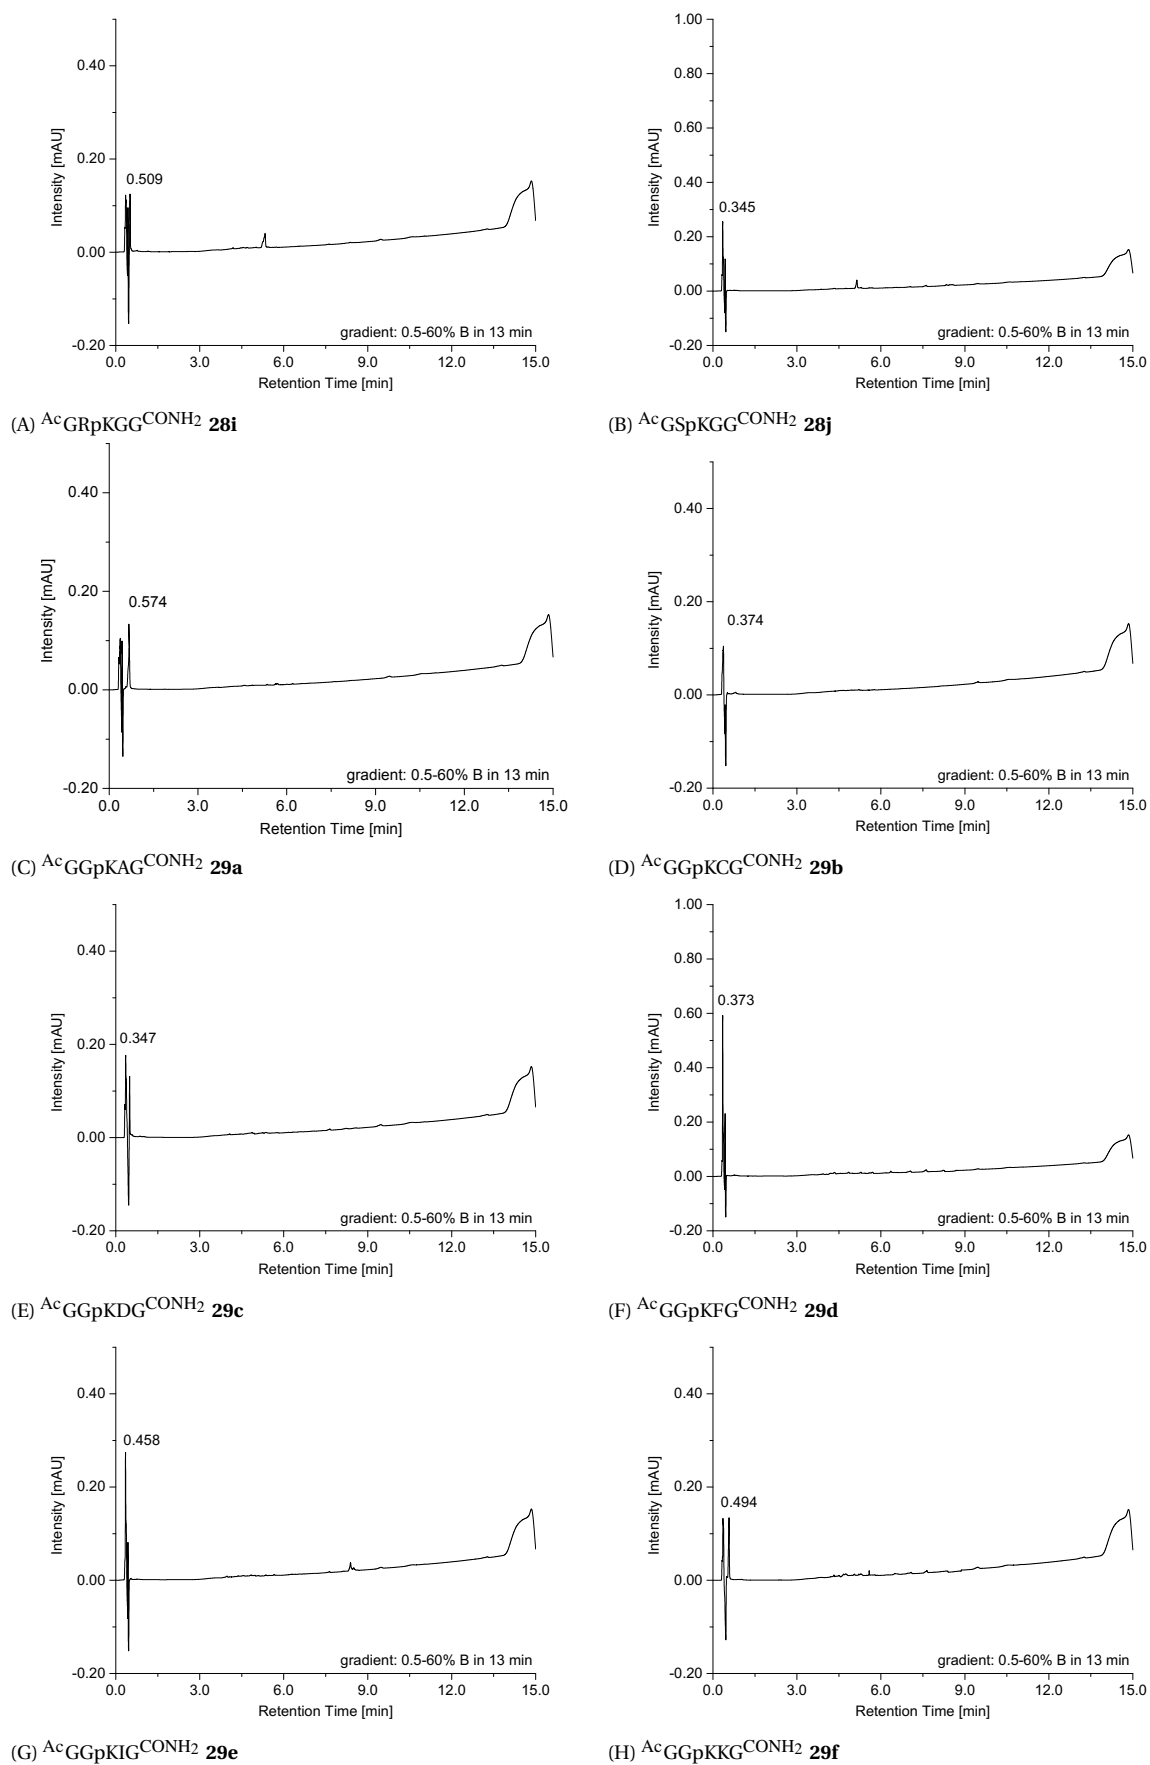 0.40
0.20
0.00
-0.20
Intensity [mAU]
0.509
gradient: 0.5-60% B in 13 min
0.0 3.0 6.0 9.0 12.0 15.0
Retention Time [min]
(A) AcGRpKGGCONH2 28i
1.00
0.80
0.60
0.40
0.20
0.00
-0.20
Intensity [mAU]
0.345
gradient: 0.5-60% B in 13 min
0.0 3.0 6.0 9.0 12.0 15.0
Retention Time [min]
(B) AcGSpKGGCONH2 28j
0.40
0.20
0.00
-0.20
Intensity [mAU]
0.574
gradient: 0.5-60% B in 13 min
0.0 3.0 6.0 9.0 12.0 15.0
Retention Time [min]
(C) AcGGpKAGCONH2 29a
0.40
0.20
0.00
-0.20
Intensity [mAU]
0.374
gradient: 0.5-60% B in 13 min
0.0 3.0 6.0 9.0 12.0 15.0
Retention Time [min]
(D) AcGGpKCGCONH2 29b
0.40
0.20
0.00
-0.20
Intensity [mAU]
0.347
gradient: 0.5-60% B in 13 min
0.0 3.0 6.0 9.0 12.0 15.0
Retention Time [min]
(E) AcGGpKDGCONH2 29c
1.00
0.80
0.60
0.40
0.20
0.00
-0.20
Intensity [mAU]
0.373
gradient: 0.5-60% B in 13 min
0.0 3.0 6.0 9.0 12.0 15.0
Retention Time [min]
(F) AcGGpKFGCONH2 29d
0.40
0.20
0.00
-0.20
Intensity [mAU]
0.458
gradient: 0.5-60% B in 13 min
0.0 3.0 6.0 9.0 12.0 15.0
Retention Time [min]
(G) AcGGpKIGCONH2 29e
0.40
0.20
0.00
-0.20
Intensity [mAU]
0.494
gradient: 0.5-60% B in 13 min
0.0 3.0 6.0 9.0 12.0 15.0
Retention Time [min]
(H) AcGGpKKGCONH2 29f